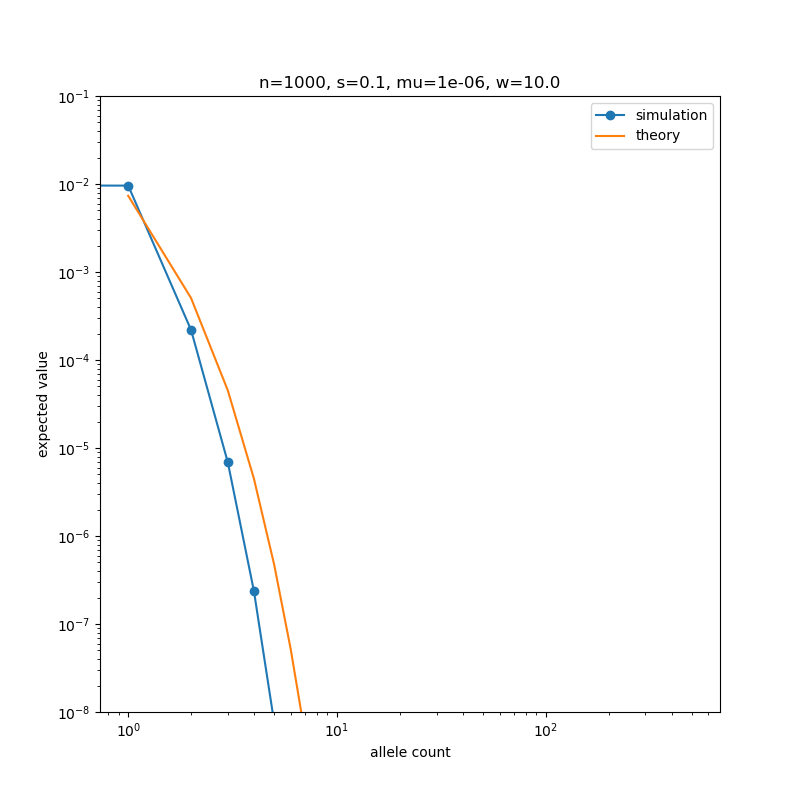 n=1000, s=0.1, mu=1e-06, w=10.0
simulation
theory
10⁻¹
10⁻²
10⁻³
10⁻⁴
10⁻⁵
10⁻⁶
10⁻⁷
10⁻⁸
expected value
10⁰ 10¹ 10²
allele count